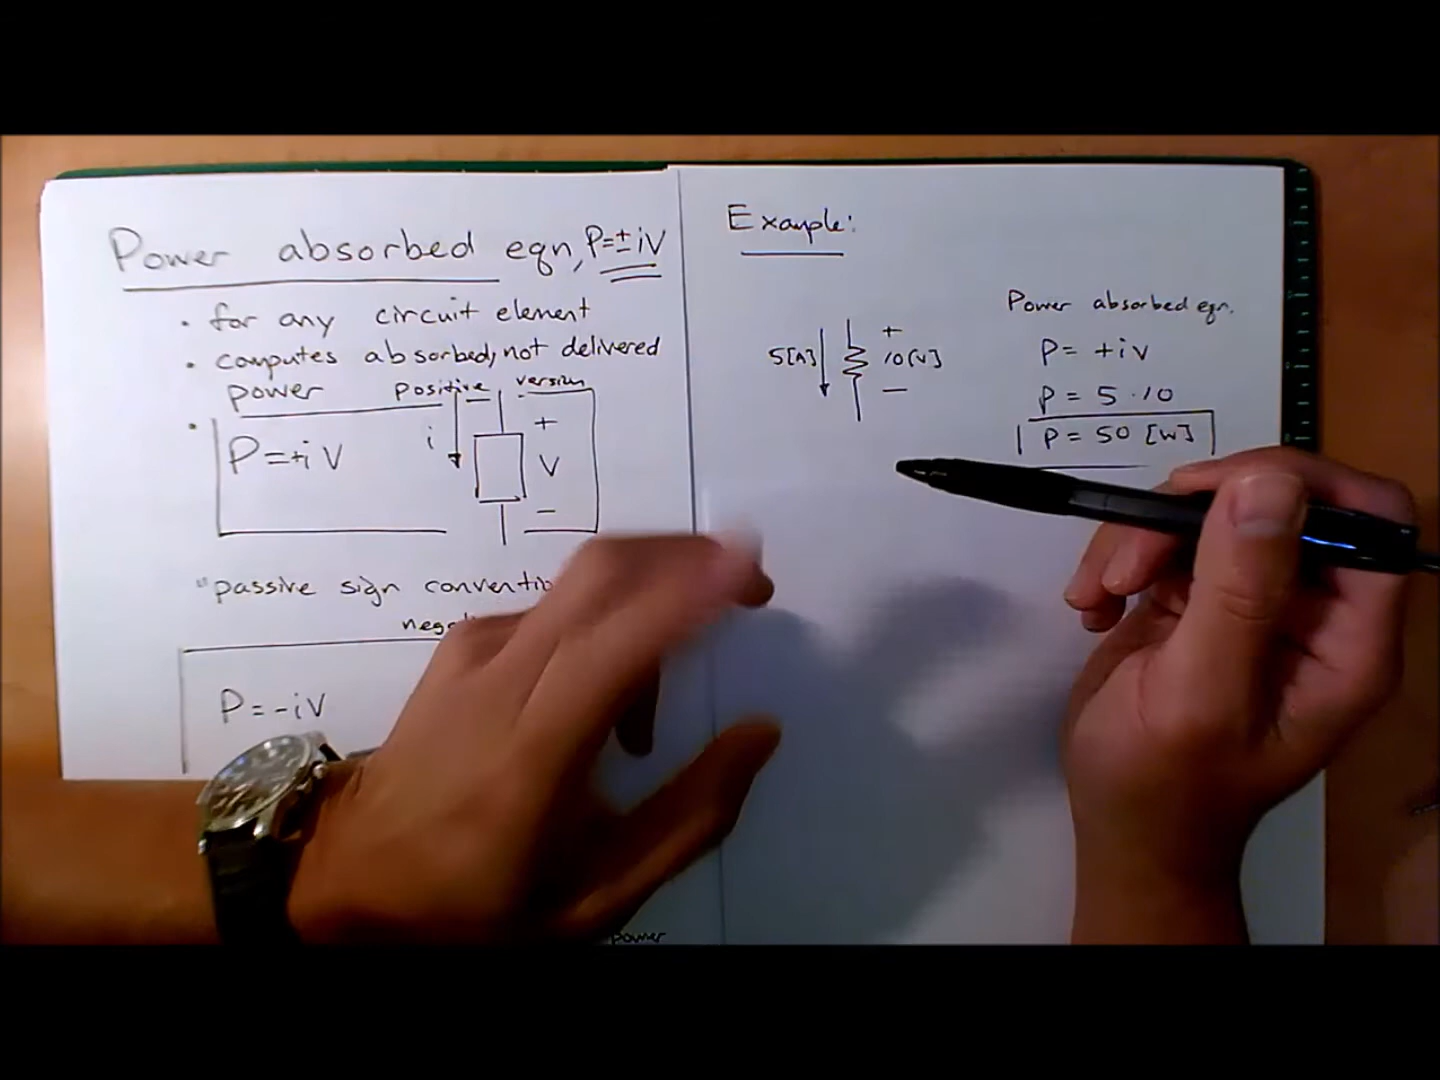 Power absorbed eqn, P=±iV
• for any circuit element
• computes absorbed, not delivered
power
positive version
• P=+iV
i
+
V
−
"passive sign
P=-iV
power
Example:
5[A]
+
10[V]
−
Power absorbed eqn.
P= +iv
P = 5 · 10
P = 50 [W]